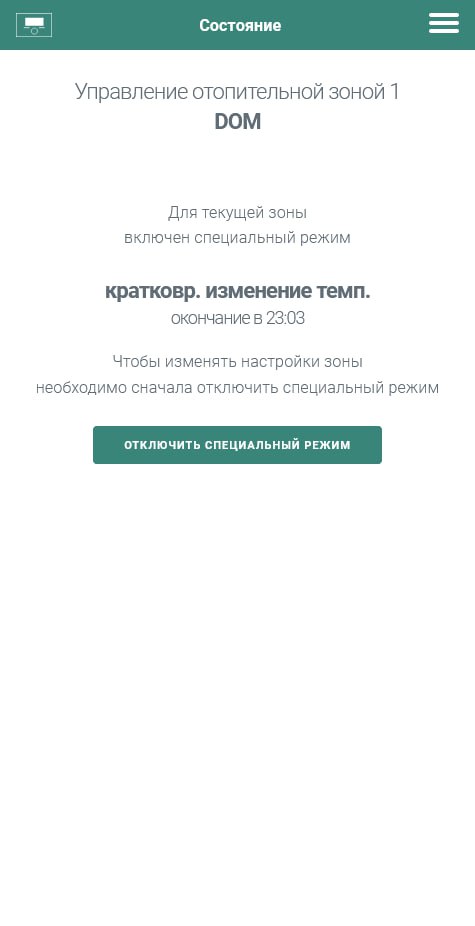 Состояние
Управление отопительной зоной 1
DOM
Для текущей зоны
включен специальный режим
кратковр. изменение темп.
окончание в 23:03
Чтобы изменять настройки зоны
необходимо сначала отключить специальный режим
ОТКЛЮЧИТЬ СПЕЦИАЛЬНЫЙ РЕЖИМ